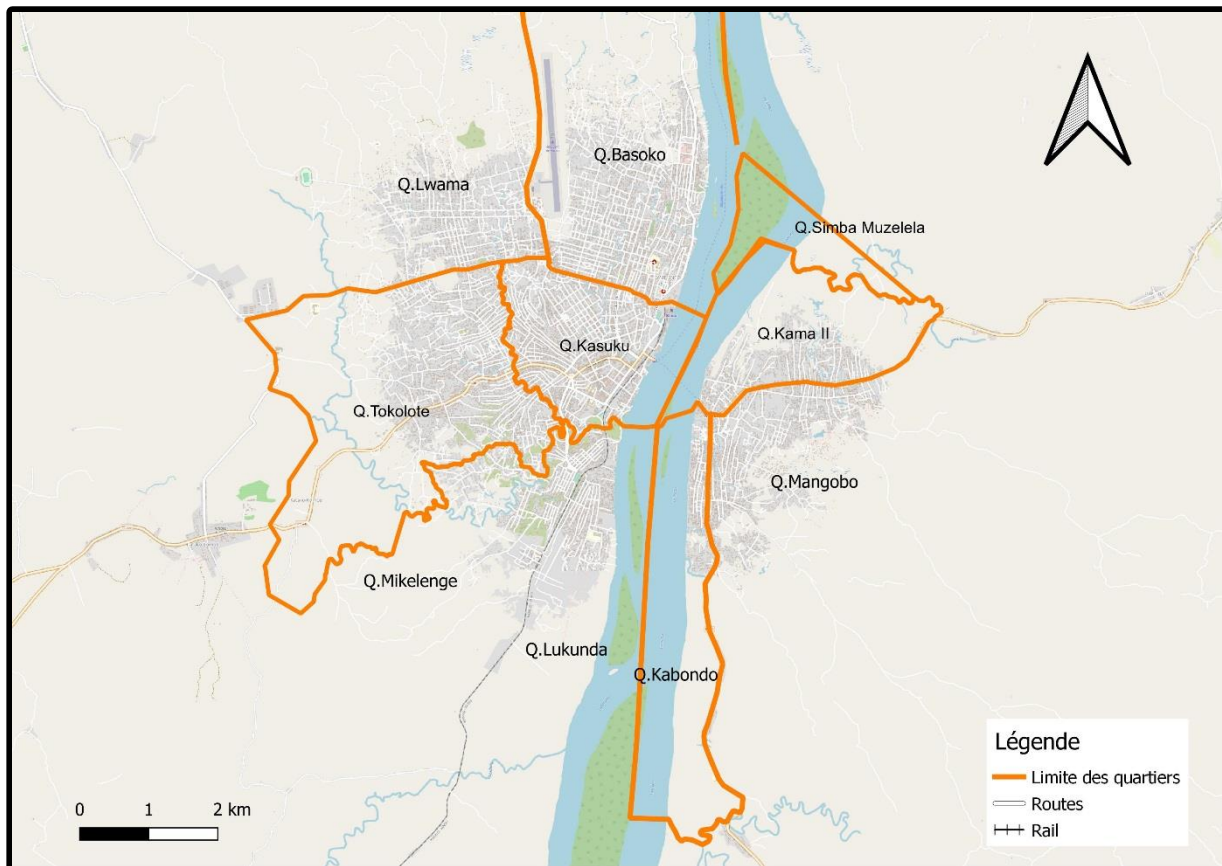 Q.Basoko
Q.Lwama
Q.Simba Muzelela
Q.Kama II
Q.Kasuku
Q.Tokolote
Q.Mangobo
Q.Mikelenge
Q.Lukunda
Q.Kabondo
Légende
Limite des quartiers
Routes
Rail
0 1 2 km